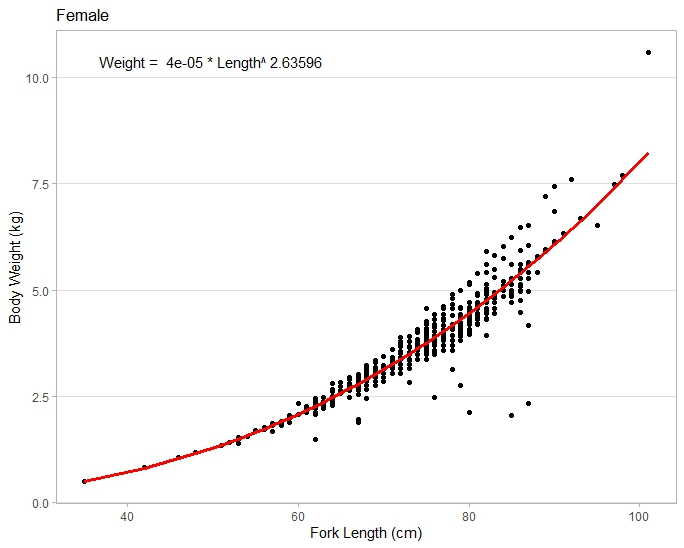 Female
Weight =  4e-05 * Length^ 2.63596
10.0
7.5
5.0
2.5
0.0
Body Weight (kg)
40
60
80
100
Fork Length (cm)